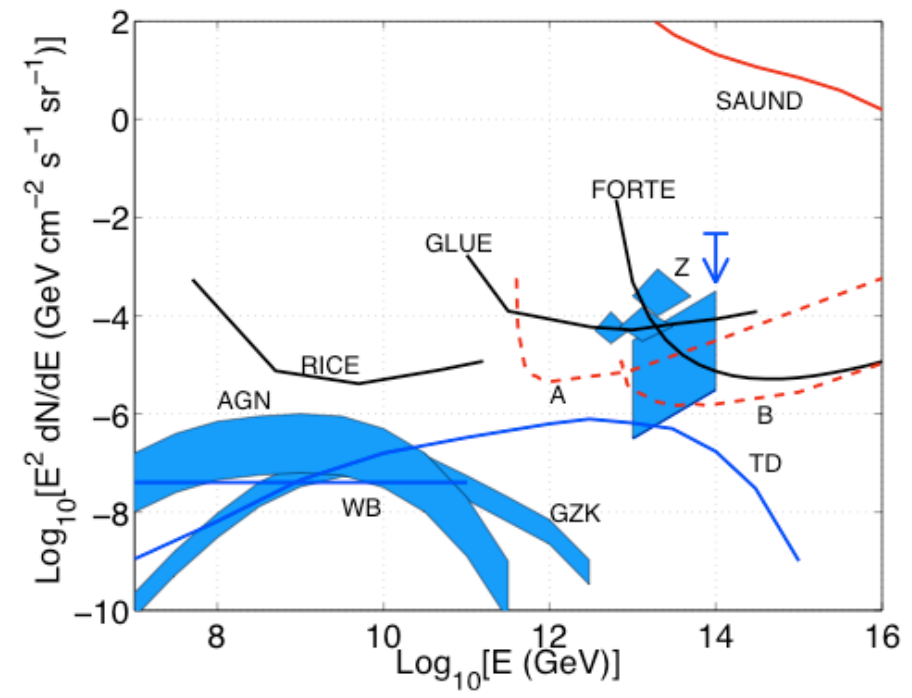 Log10[E2 dN/dE (GeV cm−2 s−1 sr−1)]
2
0
−2
−4
−6
−8
−10
SAUND
FORTE
GLUE
Z
RICE
A
B
AGN
TD
WB
GZK
8 10 12 14 16
Log10[E (GeV)]